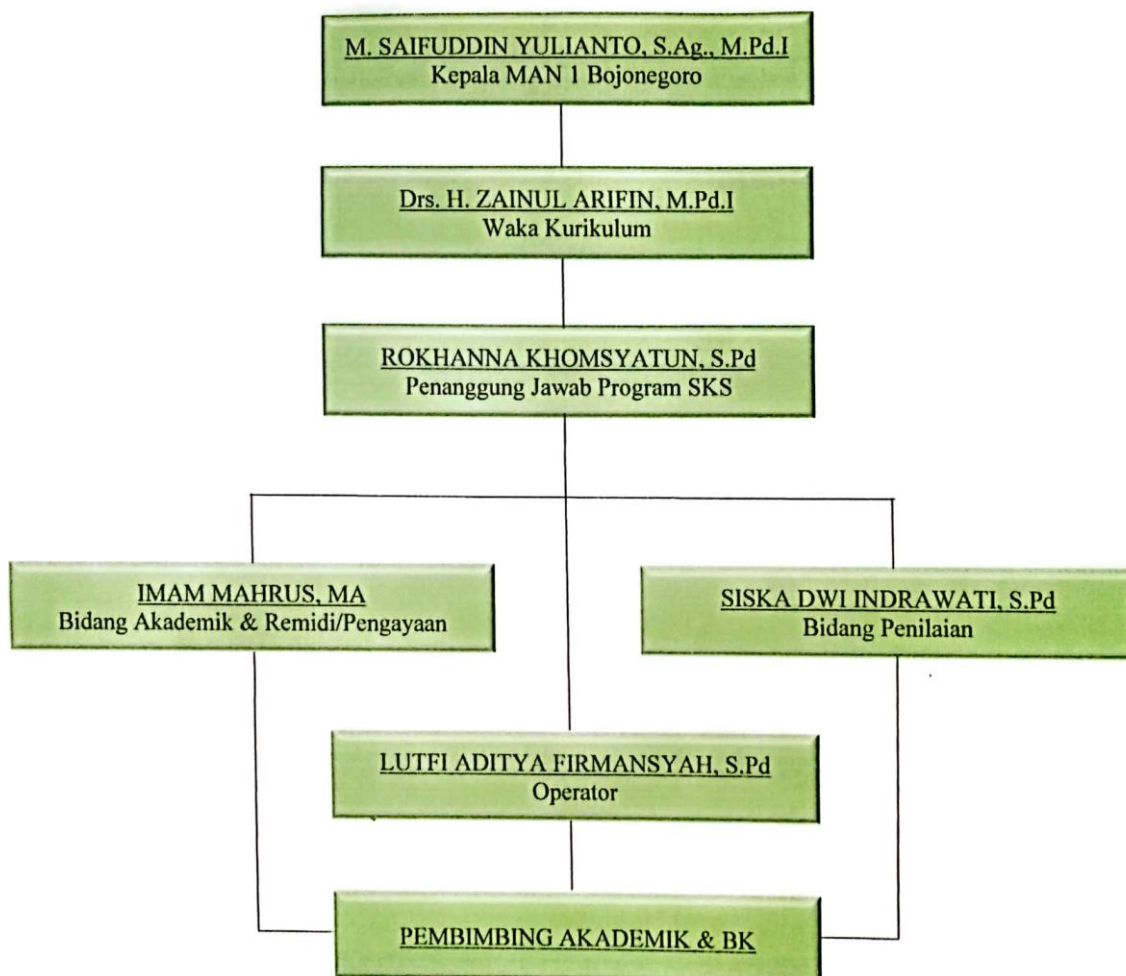 M. SAIFUDDIN YULIANTO, S.Ag., M.Pd.I
Kepala MAN 1 Bojonegoro
Drs. H. ZAINUL ARIFIN, M.Pd.I
Waka Kurikulum
ROKHANNA KHOMSYATUN, S.Pd
Penanggung Jawab Program SKS
IMAM MAHRUS, MA
Bidang Akademik & Remidi/Pengayaan
SISKA DWI INDRAWATI, S.Pd
Bidang Penilaian
LUTFI ADITYA FIRMANSYAH, S.Pd
Operator
PEMBIMBING AKADEMIK & BK